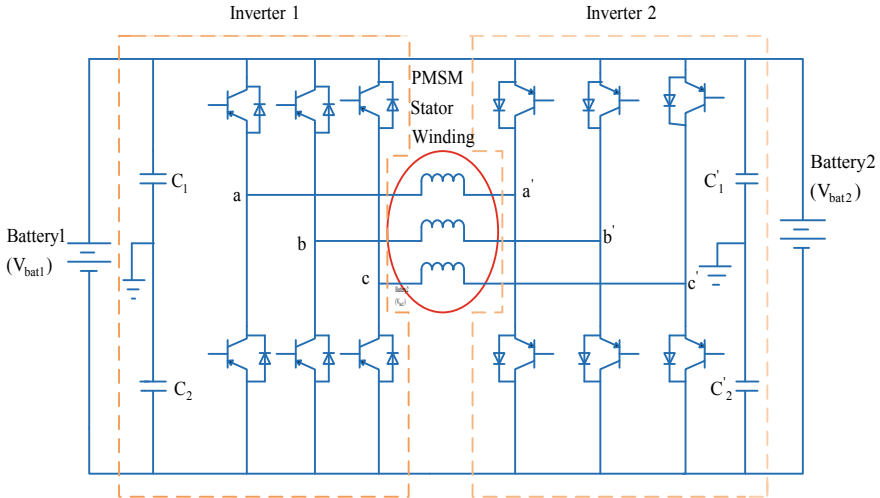 Inverter 1
Inverter 2
PMSM
Stator
Winding
C1
C'1
Battery2
(Vbat2)
a
a'
Battery1
(Vbat1)
b
b'
c
c'
C2
C'2